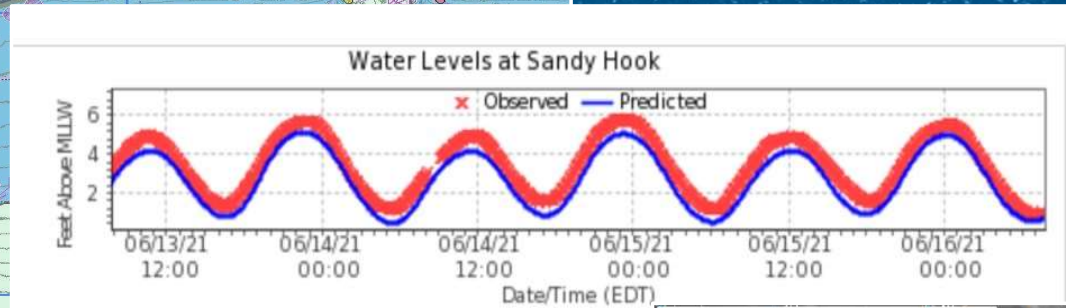 Water Levels at Sandy Hook
Observed Predicted
Feet Above MLLW
6
4
2
06/13/21 06/14/21 06/14/21 06/15/21 06/15/21 06/16/21
12:00 00:00 12:00 00:00 12:00 00:00
Date/Time (EDT)